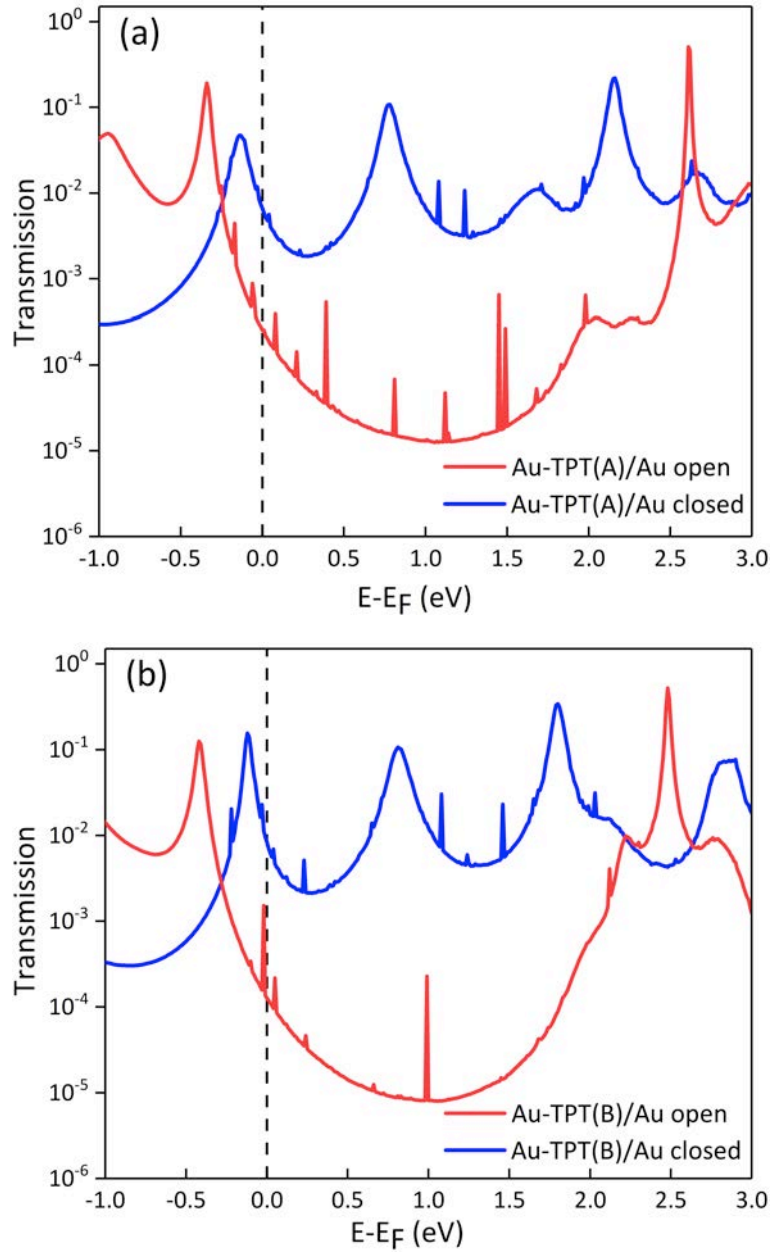 (a)
10^0
10^-1
10^-2
10^-3
10^-4
10^-5
10^-6
Transmission
Au-TPT(A)/Au open
Au-TPT(A)/Au closed
-1.0 -0.5 0.0 0.5 1.0 1.5 2.0 2.5 3.0
E-E_F (eV)
(b)
10^0
10^-1
10^-2
10^-3
10^-4
10^-5
10^-6
Transmission
Au-TPT(B)/Au open
Au-TPT(B)/Au closed
-1.0 -0.5 0.0 0.5 1.0 1.5 2.0 2.5 3.0
E-E_F (eV)